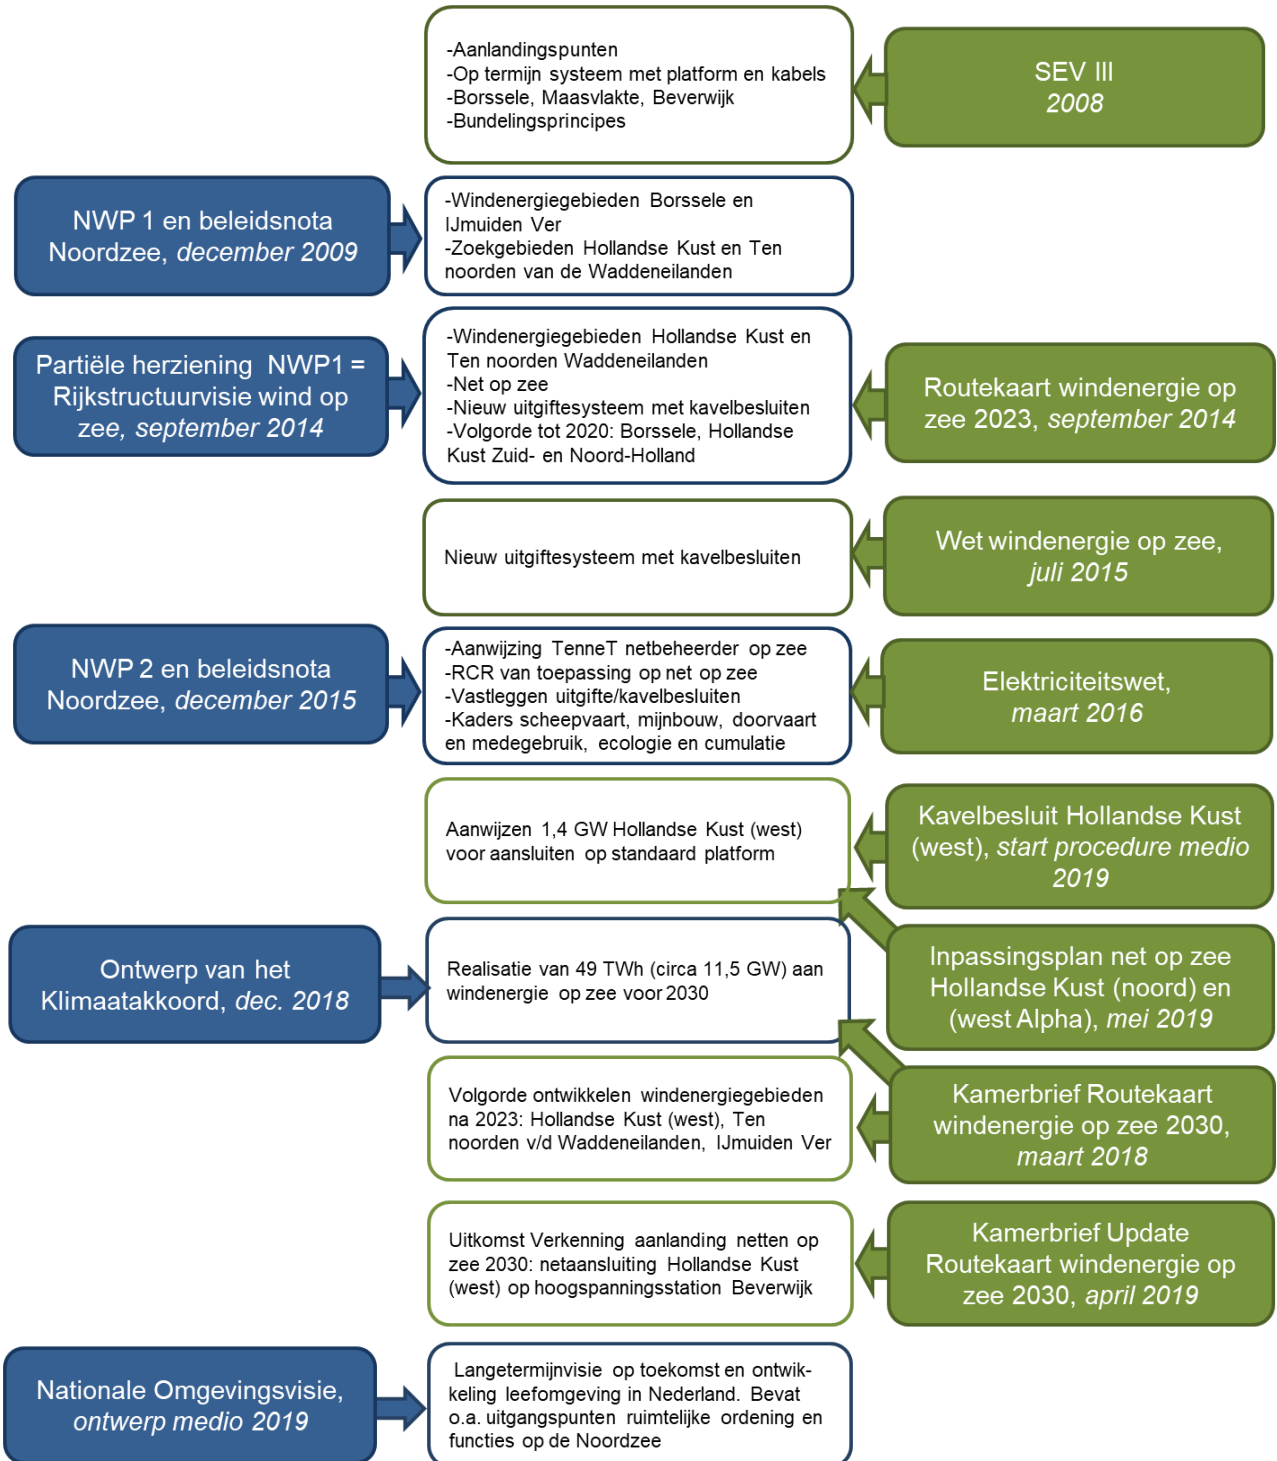 -Aanlandingspunten
-Op termijn systeem met platform en kabels
-Borssele, Maasvlakte, Beverwijk
-Bundelingsprincipes
SEV III
2008
NWP 1 en beleidsnota
Noordzee, december 2009
-Windenergiegebieden Borssele en
IJmuiden Ver
-Zoekgebieden Hollandse Kust en Ten
noorden van de Waddeneilanden
Partiële herziening NWP1 =
Rijkstructuurvisie wind op
zee, september 2014
-Windenergiegebieden Hollandse Kust en
Ten noorden Waddeneilanden
-Net op zee
-Nieuw uitgiftesysteem met kavelbesluiten
-Volgorde tot 2020: Borssele, Hollandse
Kust Zuid- en Noord-Holland
Routekaart windenergie op
zee 2023, september 2014
Nieuw uitgiftesysteem met kavelbesluiten
Wet windenergie op zee,
juli 2015
NWP 2 en beleidsnota
Noordzee, december 2015
-Aanwijzing TenneT netbeheerder op zee
-RCR van toepassing op net op zee
-Vastleggen uitgifte/kavelbesluiten
-Kaders scheepvaart, mijnbouw, doorvaart
en medegebruik, ecologie en cumulatie
Elektriciteitswet,
maart 2016
Aanwijzen 1,4 GW Hollandse Kust (west)
voor aansluiten op standaard platform
Kavelbesluit Hollandse Kust
(west), start procedure medio
2019
Ontwerp van het
Klimaatakkoord, dec. 2018
Realisatie van 49 TWh (circa 11,5 GW) aan
windenergie op zee voor 2030
Inpassingsplan net op zee
Hollandse Kust (noord) en
(west Alpha), mei 2019
Volgorde ontwikkelen windenergiegebieden
na 2023: Hollandse Kust (west), Ten
noorden v/d Waddeneilanden, IJmuiden Ver
Kamerbrief Routekaart
windenergie op zee 2030,
maart 2018
Uitkomst Verkenning aanlanding netten op
zee 2030: netaansluiting Hollandse Kust
(west) op hoogspanningsstation Beverwijk
Kamerbrief Update
Routekaart windenergie op
zee 2030, april 2019
Nationale Omgevingsvisie,
ontwerp medio 2019
Langetermijnvisie op toekomst en ontwik-
keling leefomgeving in Nederland. Bevat
o.a. uitgangspunten ruimtelijke ordening en
functies op de Noordzee